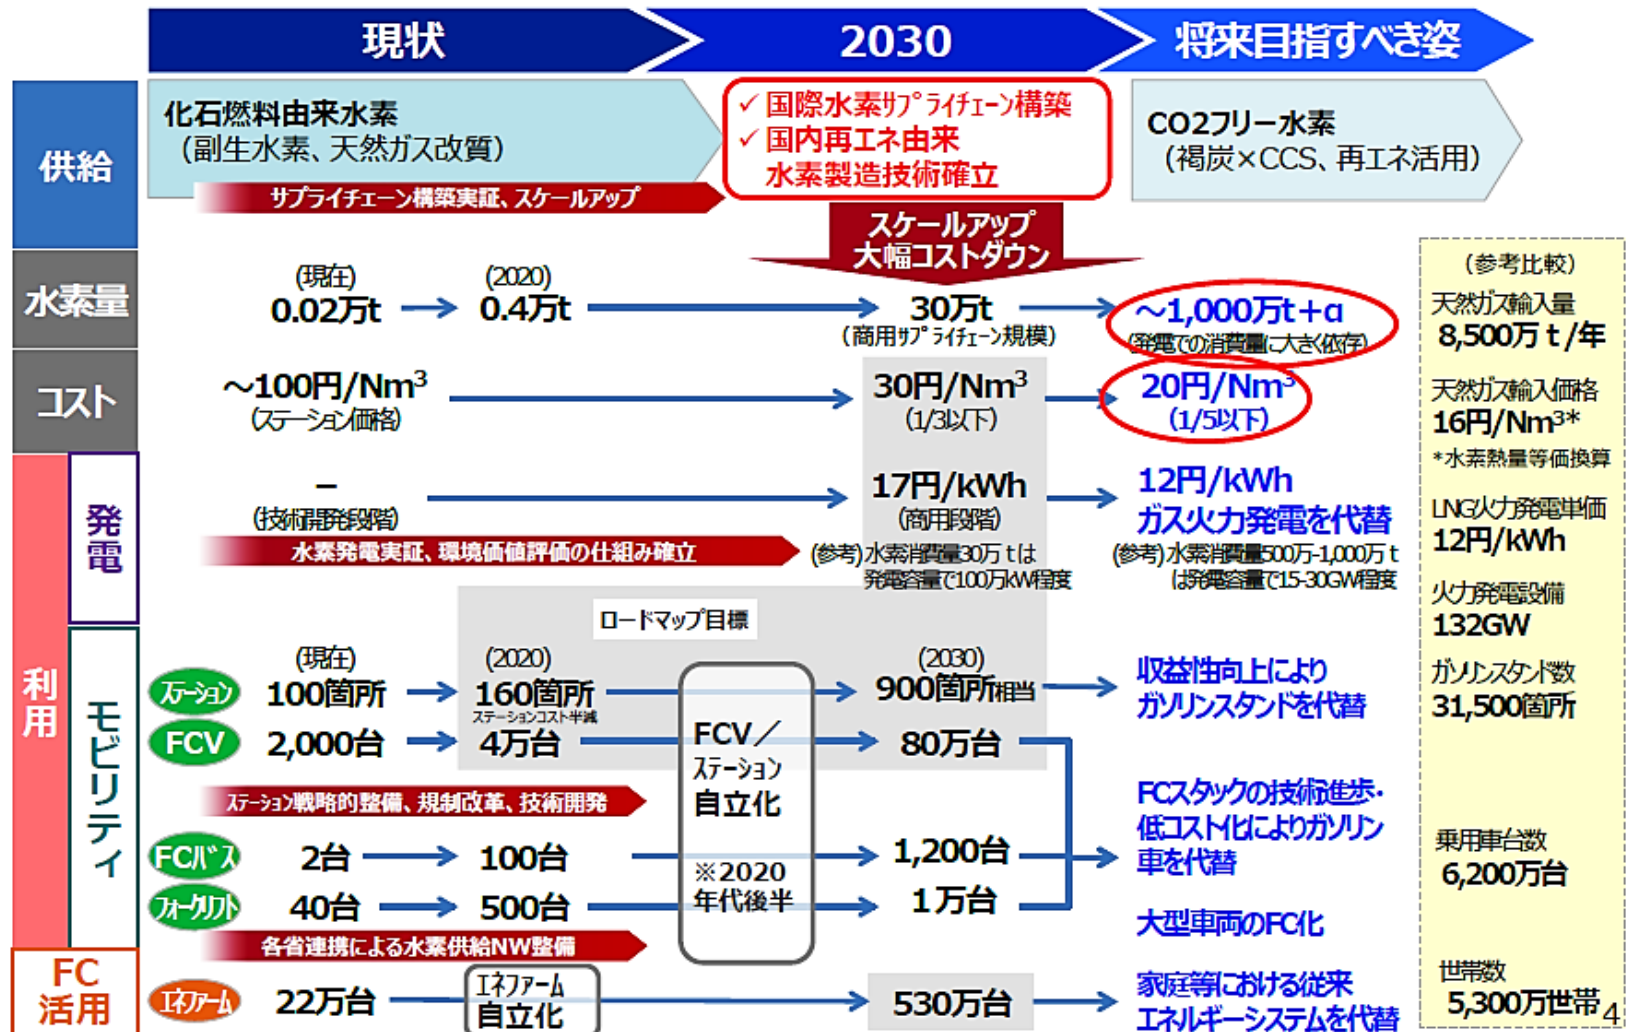 現状
2030
将来目指すべき姿
供給
化石燃料由来水素
(副生水素、天然ガス改質)
サプライチェーン構築実証、スケールアップ
✓ 国際水素ｻﾌﾟﾗｲﾁｪｰﾝ構築
✓ 国内再エネ由来
水素製造技術確立
CO2フリー水素
(褐炭×CCS、再エネ活用)
スケールアップ
大幅コストダウン
水素量
(現在)
0.02万t
(2020)
0.4万t
30万t
(商用ｻﾌﾟﾗｲﾁｪｰﾝ規模)
～1,000万t+α
(発電での消費量に大きく依存)
コスト
～100円/Nm³
(ステーション価格)
30円/Nm³
(1/3以下)
20円/Nm³
(1/5以下)
利用
発電
－
(技術開発段階)
水素発電実証、環境価値評価の仕組み確立
17円/kWh
(商用段階)
(参考) 水素消費量30万ｔは
発電容量で100万kW程度
12円/kWh
ガス火力発電を代替
(参考) 水素消費量500万-1,000万ｔ
は発電容量で15-30GW程度
モビリティ
ロードマップ目標
(現在)
(2020)
(2030)
ｽﾃｰｼｮﾝ
100箇所
160箇所
ステーションコスト半減
900箇所相当
収益性向上により
ガソリンスタンドを代替
FCV
2,000台
4万台
80万台
FCV／
ｽﾃｰｼｮﾝ
自立化
※2020
年代後半
ｽﾃｰｼｮﾝ戦略的整備、規制改革、技術開発
FCスタックの技術進歩・
低コスト化によりガソリン
車を代替
FCﾊﾞｽ
2台
100台
1,200台
ﾌｫｰｸﾘﾌﾄ
40台
500台
1万台
大型車両のFC化
各省連携による水素供給NW整備
FC
活用
ｴﾈﾌｧｰﾑ
22万台
ｴﾈﾌｧｰﾑ
自立化
530万台
家庭等における従来
エネルギーシステムを代替
(参考比較)
天然ガス輸入量
8,500万ｔ/年
天然ガス輸入価格
16円/Nm³*
*水素熱量等価換算
LNG火力発電単価
12円/kWh
火力発電設備
132GW
ガソリンスタンド数
31,500箇所
乗用車台数
6,200万台
世帯数
5,300万世帯
4